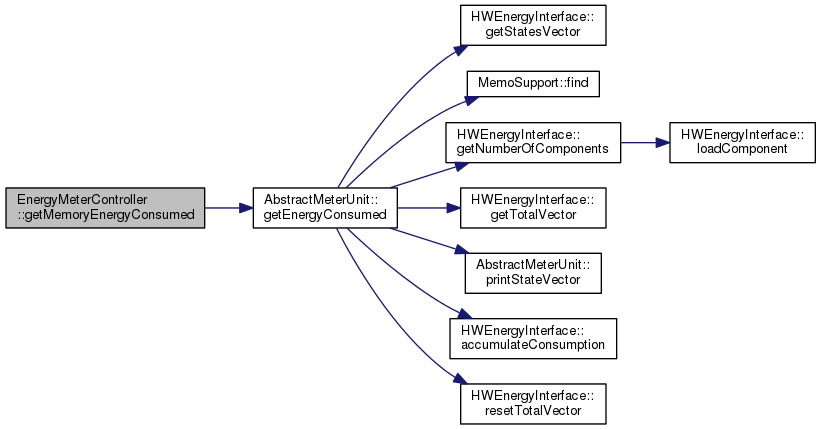 EnergyMeterController
::getMemoryEnergyConsumed
AbstractMeterUnit::
getEnergyConsumed
HWEnergyInterface::
getStatesVector
MemoSupport::find
HWEnergyInterface::
getNumberOfComponents
HWEnergyInterface::
loadComponent
HWEnergyInterface::
getTotalVector
AbstractMeterUnit::
printStateVector
HWEnergyInterface::
accumulateConsumption
HWEnergyInterface::
resetTotalVector